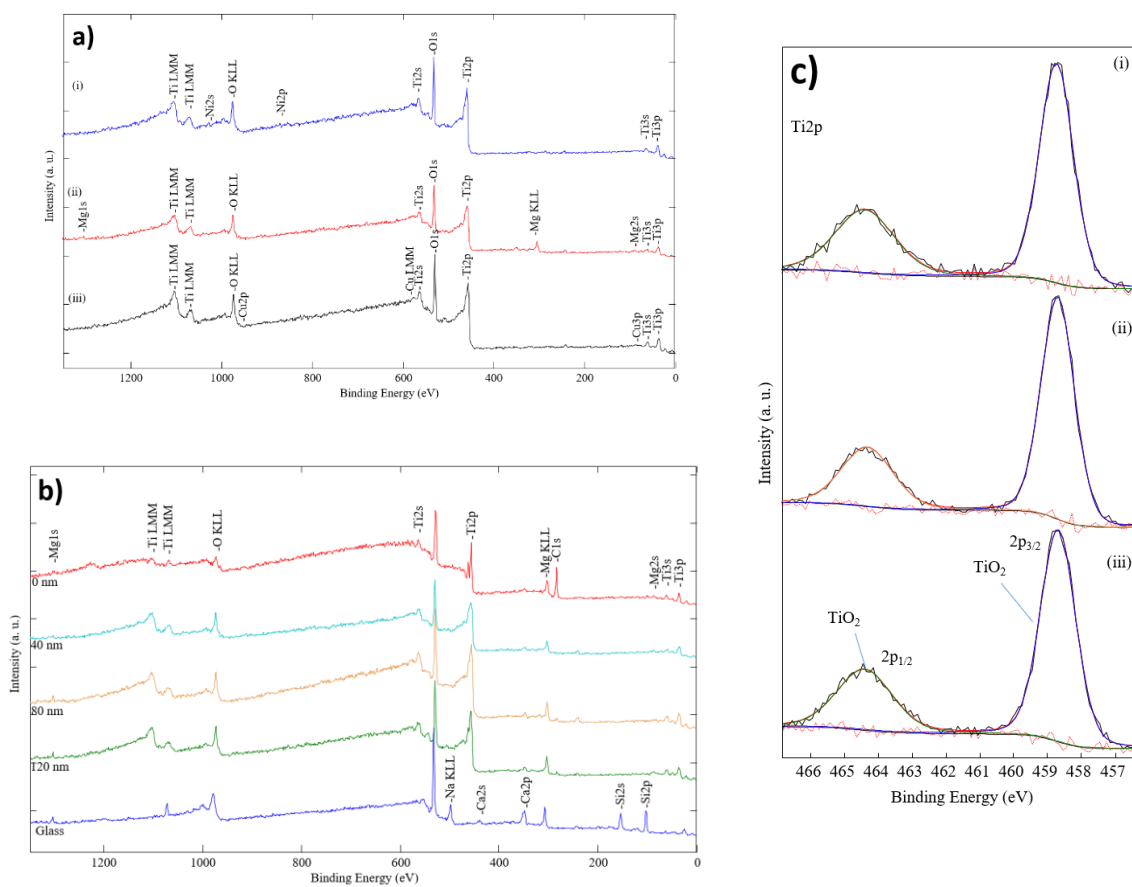 a)
(i)
-Ti LMM
-Ti LMM
-Ni2s
-O KLL
-Ni2p
-Ti2s
-O1s
-Ti2p
-Ti3s
-Ti3p
(ii)
-Mg1s
-Ti LMM
-Ti LMM
-O KLL
-Ti2s
-O1s
-Ti2p
-Mg KLL
-Mg2s
-Ti3s
-Ti3p
(iii)
-Ti LMM
-Ti LMM
-O KLL
-Cu2p
-Cu LMM
-Ti2s
-O1s
-Ti2p
-Cu3p
-Ti3s
-Ti3p
Intensity (a. u.)
1200 1000 800 600 400 200 0
Binding Energy (eV)
b)
-Mg1s
-Ti LMM
-Ti LMM
-O KLL
-Ti2s
-Ti2p
-Mg KLL
-C1s
-Mg2s
-Ti3s
-Ti3p
0 nm
40 nm
80 nm
120 nm
Glass
-Na KLL
-Ca2s
-Ca2p
-Si2s
-Si2p
Intensity (a. u.)
1200 1000 800 600 400 200 0
Binding Energy (eV)
c)
(i)
Ti2p
(ii)
(iii)
2p3/2
TiO2
TiO2
2p1/2
Intensity (a. u.)
466 465 464 463 462 461 460 459 458 457
Binding Energy (eV)